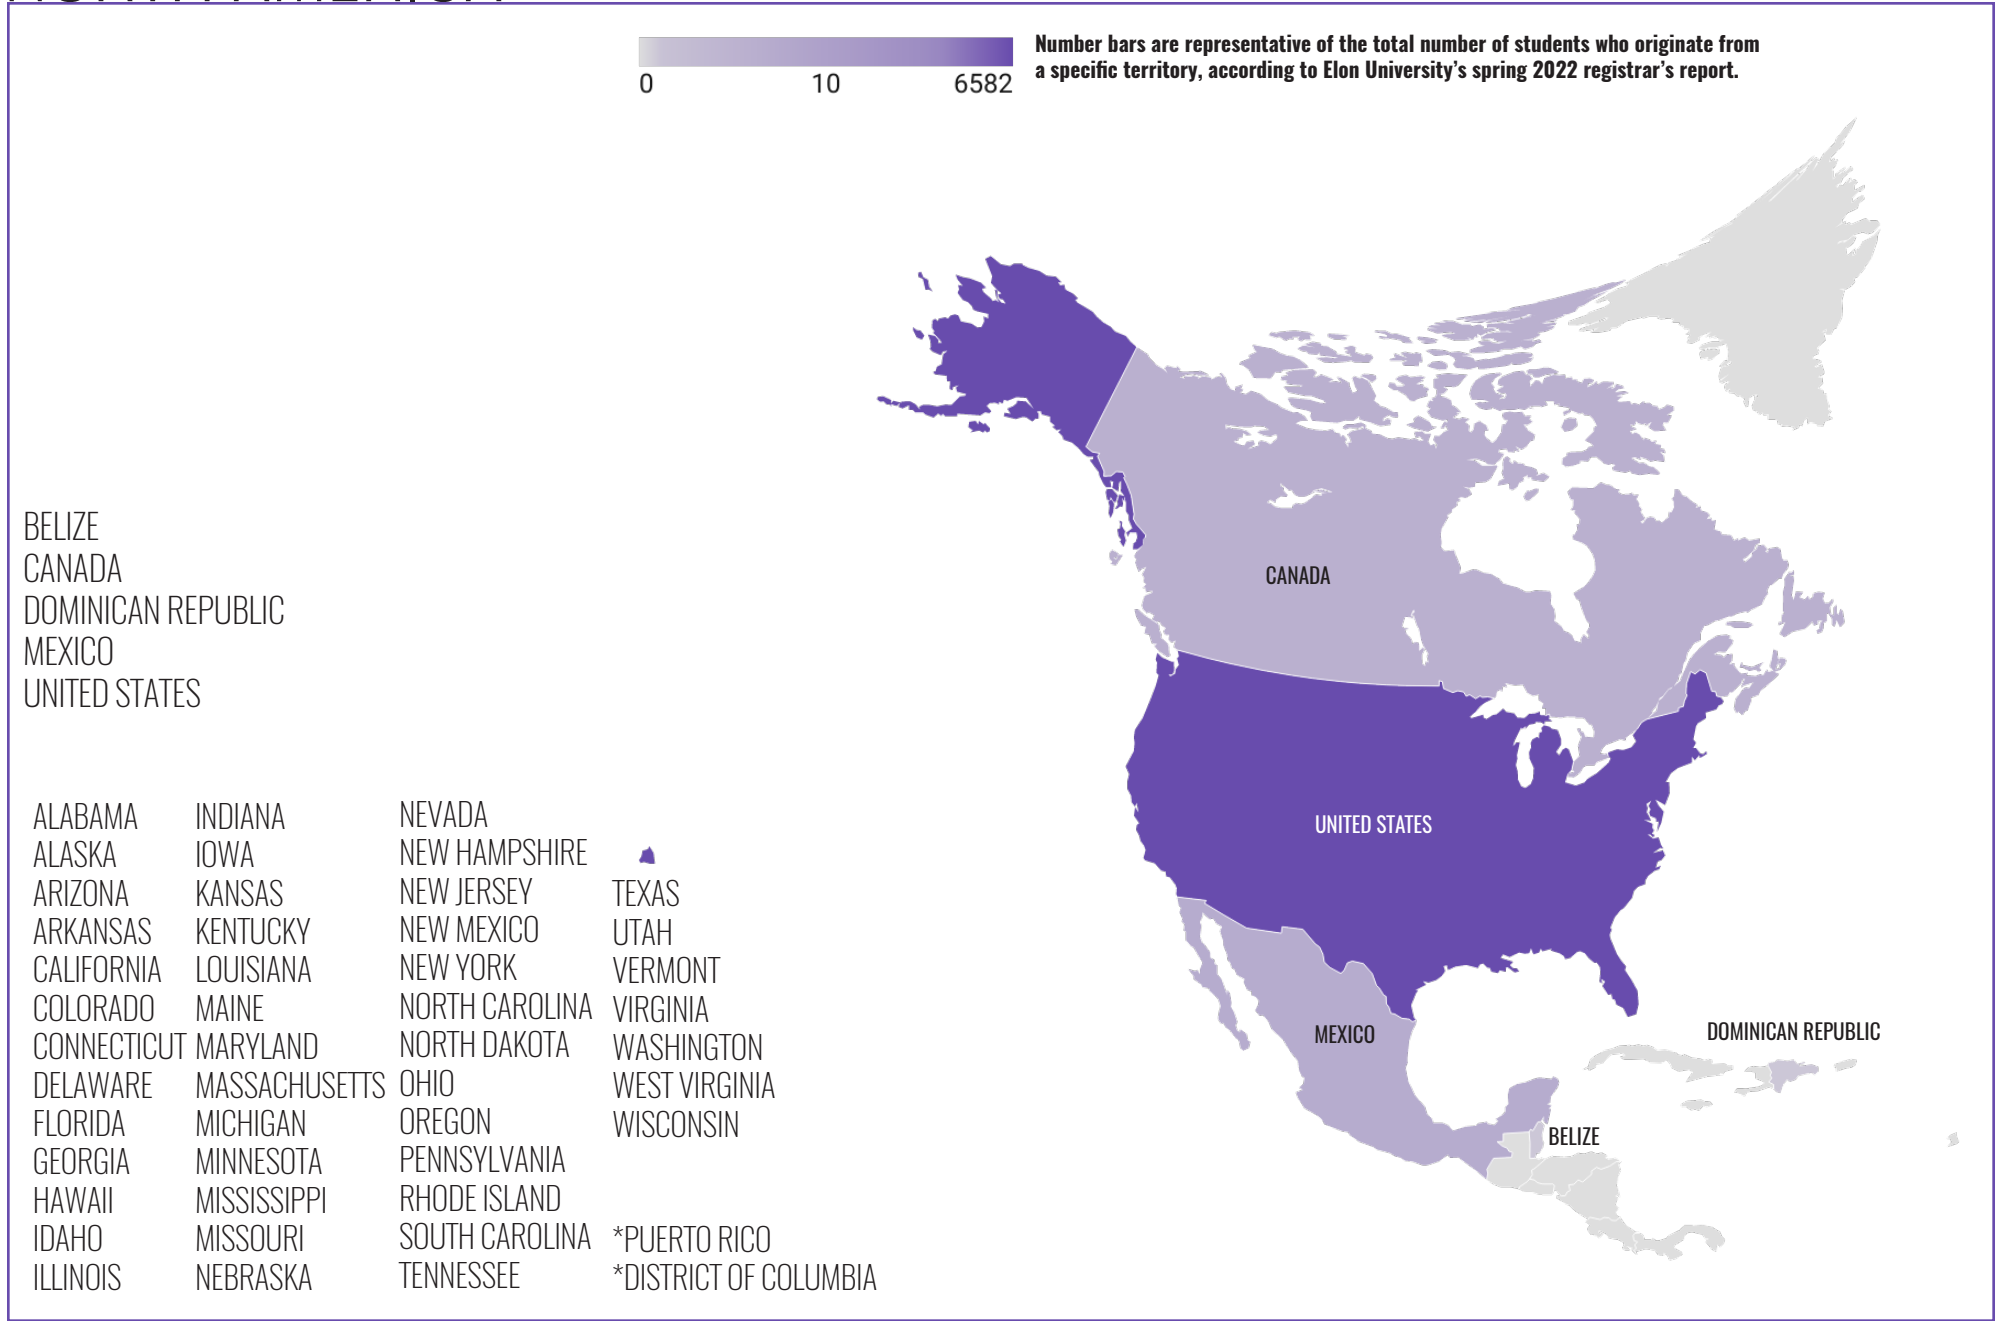 0
10
6582
Number bars are representative of the total number of students who originate from
a specific territory, according to Elon University’s spring 2022 registrar’s report.
BELIZE
CANADA
DOMINICAN REPUBLIC
MEXICO
UNITED STATES
ALABAMA
ALASKA
ARIZONA
ARKANSAS
CALIFORNIA
COLORADO
CONNECTICUT
DELAWARE
FLORIDA
GEORGIA
HAWAII
IDAHO
ILLINOIS
INDIANA
IOWA
KANSAS
KENTUCKY
LOUISIANA
MAINE
MARYLAND
MASSACHUSETTS
MICHIGAN
MINNESOTA
MISSISSIPPI
MISSOURI
NEBRASKA
NEVADA
NEW HAMPSHIRE
NEW JERSEY
NEW MEXICO
NEW YORK
NORTH CAROLINA
NORTH DAKOTA
OHIO
OREGON
PENNSYLVANIA
RHODE ISLAND
SOUTH CAROLINA
TENNESSEE
TEXAS
UTAH
VERMONT
VIRGINIA
WASHINGTON
WEST VIRGINIA
WISCONSIN
*PUERTO RICO
*DISTRICT OF COLUMBIA
CANADA
UNITED STATES
MEXICO
DOMINICAN REPUBLIC
BELIZE